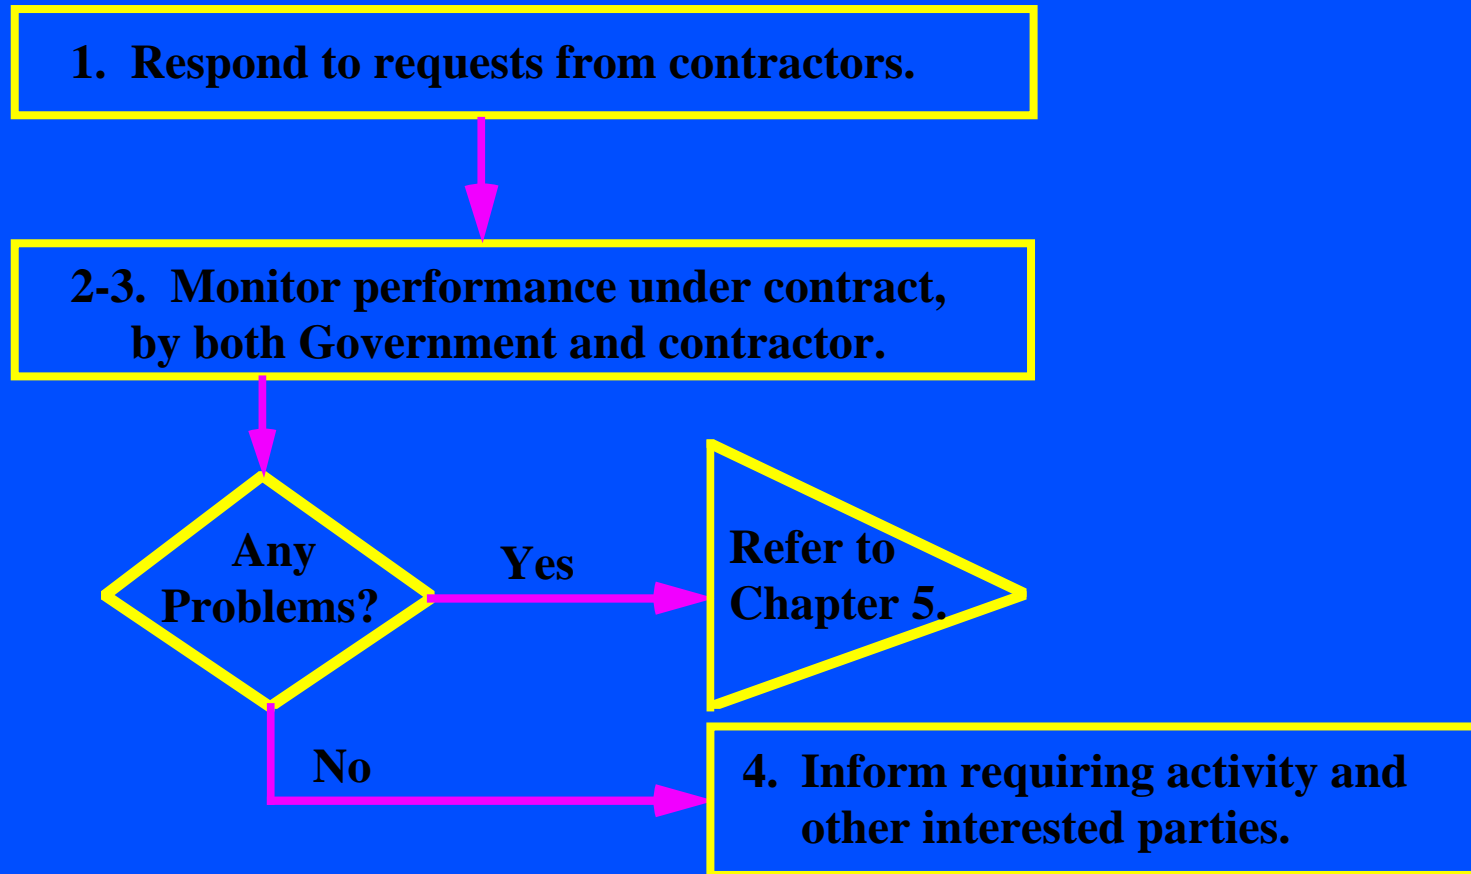 1. Respond to requests from contractors.
2-3. Monitor performance under contract,
by both Government and contractor.
Any
Problems?
Yes
Refer to
Chapter 5.
No
4. Inform requiring activity and
other interested parties.